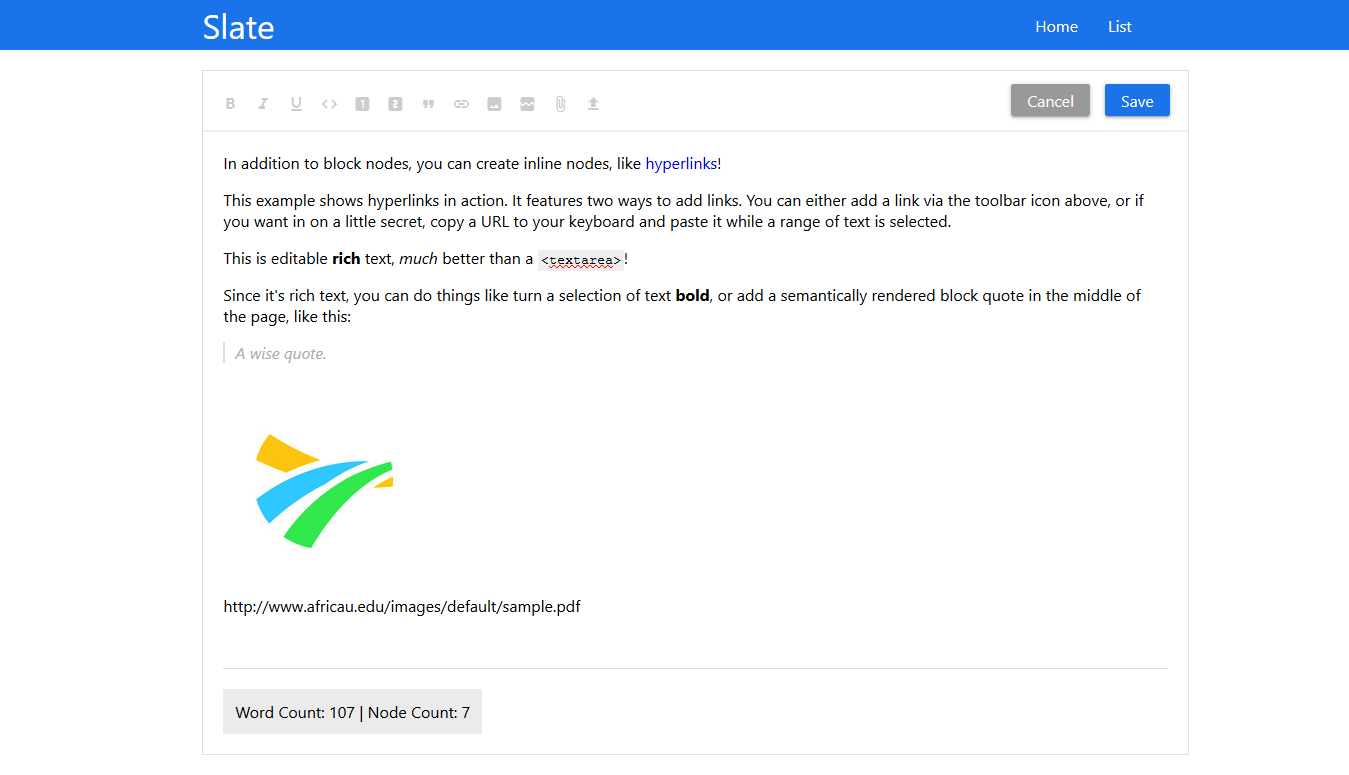 Slate
Home List
B I U <> 1 2
Cancel Save
In addition to block nodes, you can create inline nodes, like hyperlinks!
This example shows hyperlinks in action. It features two ways to add links. You can either add a link via the toolbar icon above, or if
you want in on a little secret, copy a URL to your keyboard and paste it while a range of text is selected.
This is editable rich text, much better than a <textarea>!
Since it's rich text, you can do things like turn a selection of text bold, or add a semantically rendered block quote in the middle of
the page, like this:
A wise quote.
http://www.africau.edu/images/default/sample.pdf
Word Count: 107 | Node Count: 7